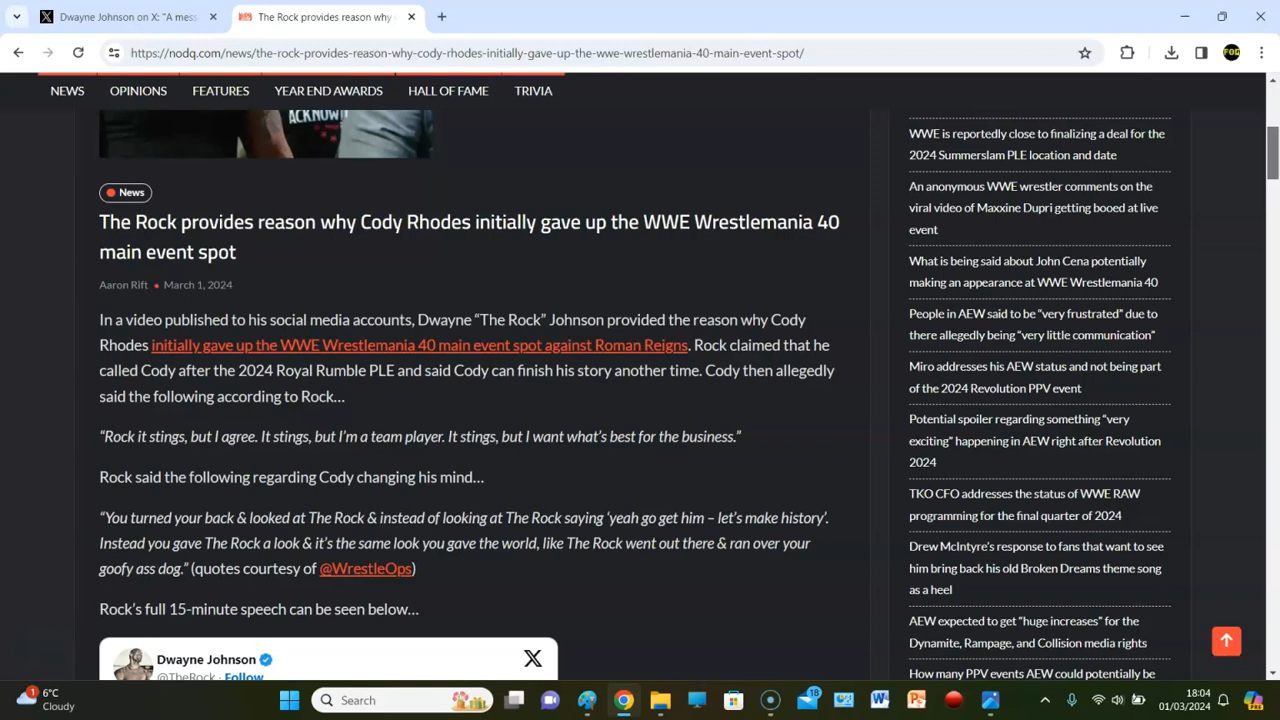 Dwayne Johnson on X: "A mess
The Rock provides reason why
https://nodq.com/news/the-rock-provides-reason-why-cody-rhodes-initially-gave-up-the-wwe-wrestlemania-40-main-event-spot/
NEWS OPINIONS FEATURES YEAR END AWARDS HALL OF FAME TRIVIA
News
The Rock provides reason why Cody Rhodes initially gave up the WWE Wrestlemania 40
main event spot
Aaron Rift • March 1, 2024
In a video published to his social media accounts, Dwayne “The Rock” Johnson provided the reason why Cody
Rhodes initially gave up the WWE Wrestlemania 40 main event spot against Roman Reigns. Rock claimed that he
called Cody after the 2024 Royal Rumble PLE and said Cody can finish his story another time. Cody then allegedly
said the following according to Rock…
“Rock it stings, but I agree. It stings, but I’m a team player. It stings, but I want what’s best for the business.”
Rock said the following regarding Cody changing his mind…
“You turned your back & looked at The Rock & instead of looking at The Rock saying ‘yeah go get him – let’s make history’.
Instead you gave The Rock a look & it’s the same look you gave the world, like The Rock went out there & ran over your
goofy ass dog.” (quotes courtesy of @WrestleOps)
Rock’s full 15-minute speech can be seen below…
Dwayne Johnson
@TheRock · Follow
WWE is reportedly close to finalizing a deal for the
2024 Summerslam PLE location and date
An anonymous WWE wrestler comments on the
viral video of Maxxine Dupri getting booed at live
event
What is being said about John Cena potentially
making an appearance at WWE Wrestlemania 40
People in AEW said to be “very frustrated” due to
there allegedly being “very little communication”
Miro addresses his AEW status and not being part
of the 2024 Revolution PPV event
Potential spoiler regarding something “very
exciting” happening in AEW right after Revolution
2024
TKO CFO addresses the status of WWE RAW
programming for the final quarter of 2024
Drew McIntyre’s response to fans that want to see
him bring back his old Broken Dreams theme song
as a heel
AEW expected to get “huge increases” for the
Dynamite, Rampage, and Collision media rights
How many PPV events AEW could potentially be
1
6°C
Cloudy
Search
18
18:04
01/03/2024